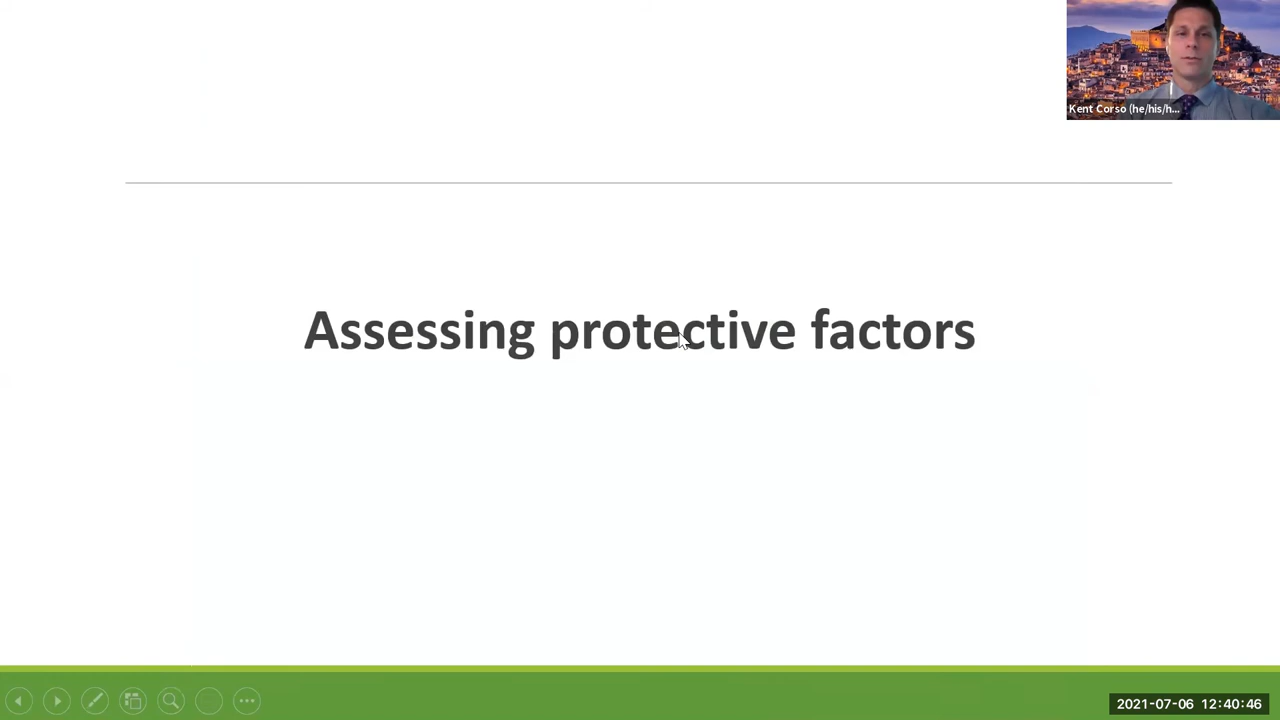 Kent Corso (he/his/h...
Assessing protective factors
2021-07-06 12:40:46